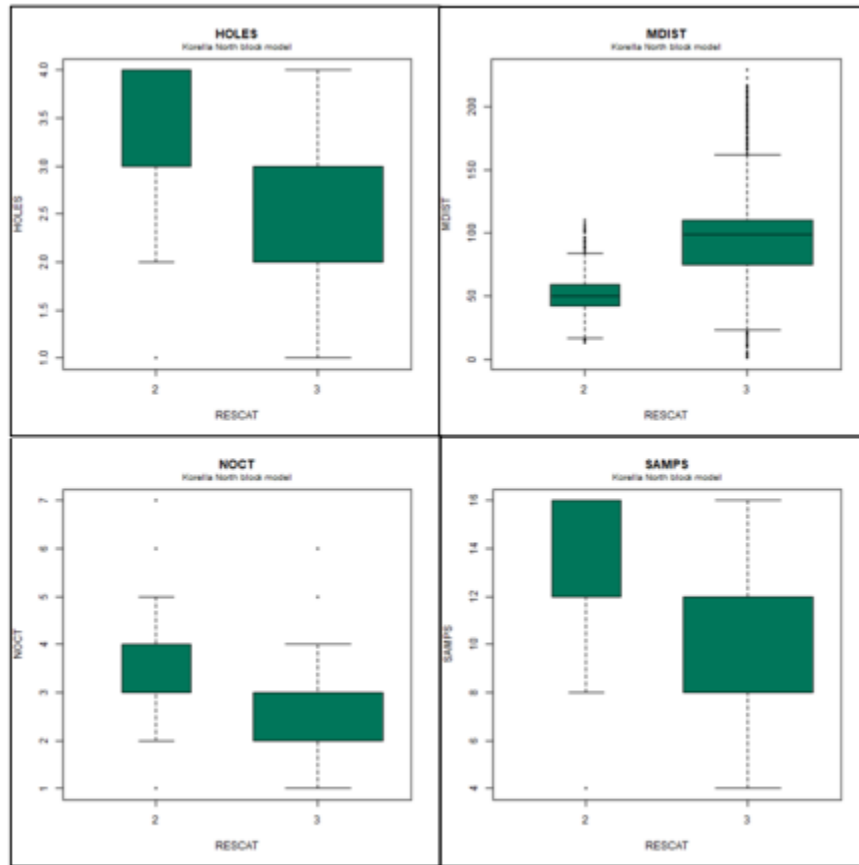 HOLES
Korella North block model
HOLES
4.0
3.5
3.0
2.5
2.0
1.5
1.0
2
3
RESCAT
MDIST
Korella North block model
MDIST
200
150
100
50
0
2
3
RESCAT
NOCT
Korella North block model
NOCT
7
6
5
4
3
2
1
2
3
RESCAT
SAMPS
Korella North block model
SAMPS
16
14
12
10
8
6
4
2
3
RESCAT